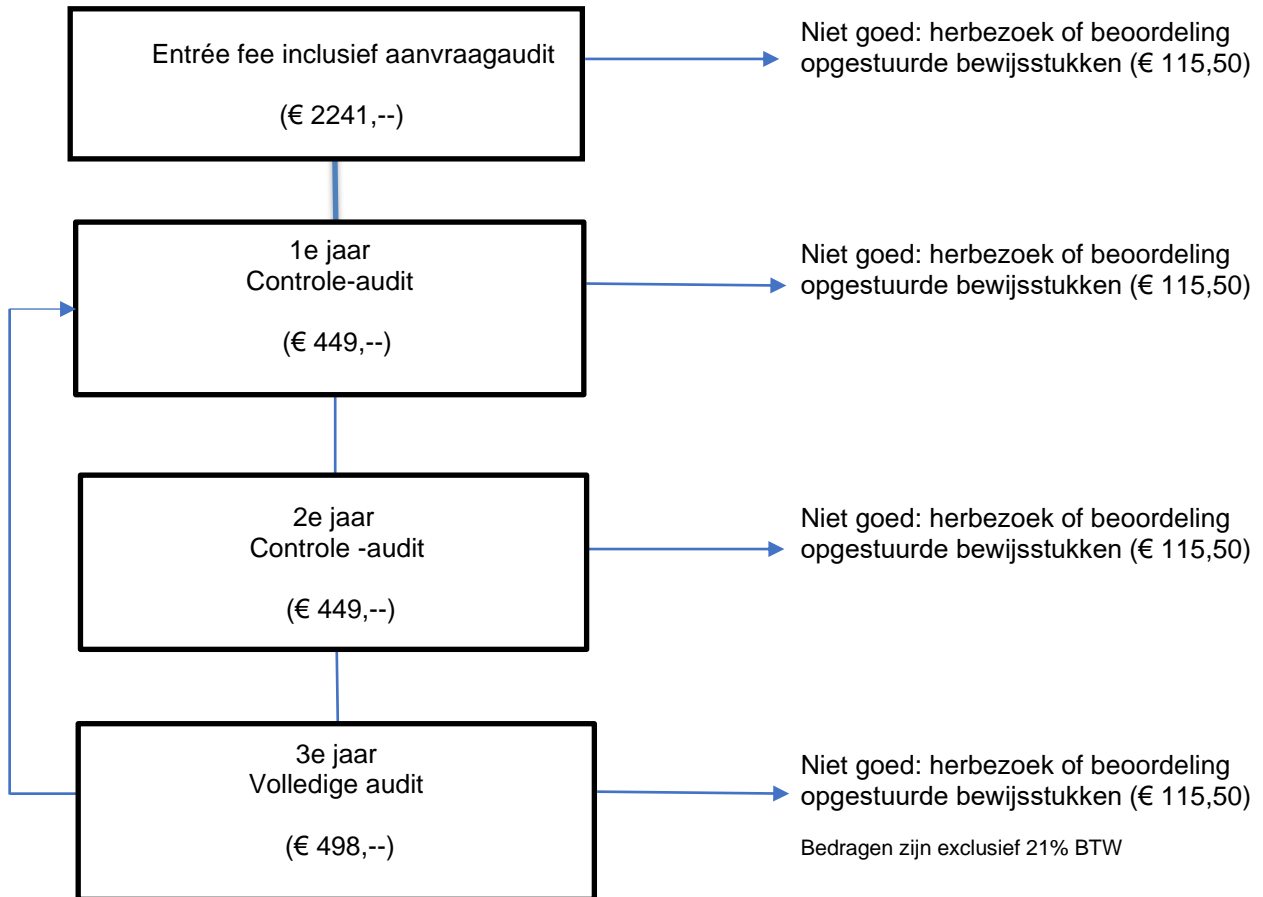 Entrée fee inclusief aanvraagaudit
(€ 2241,--)
Niet goed: herbezoek of beoordeling
opgestuurde bewijsstukken (€ 115,50)
1e jaar
Controle-audit
(€ 449,--)
Niet goed: herbezoek of beoordeling
opgestuurde bewijsstukken (€ 115,50)
2e jaar
Controle -audit
(€ 449,--)
Niet goed: herbezoek of beoordeling
opgestuurde bewijsstukken (€ 115,50)
3e jaar
Volledige audit
(€ 498,--)
Niet goed: herbezoek of beoordeling
opgestuurde bewijsstukken (€ 115,50)
Bedragen zijn exclusief 21% BTW